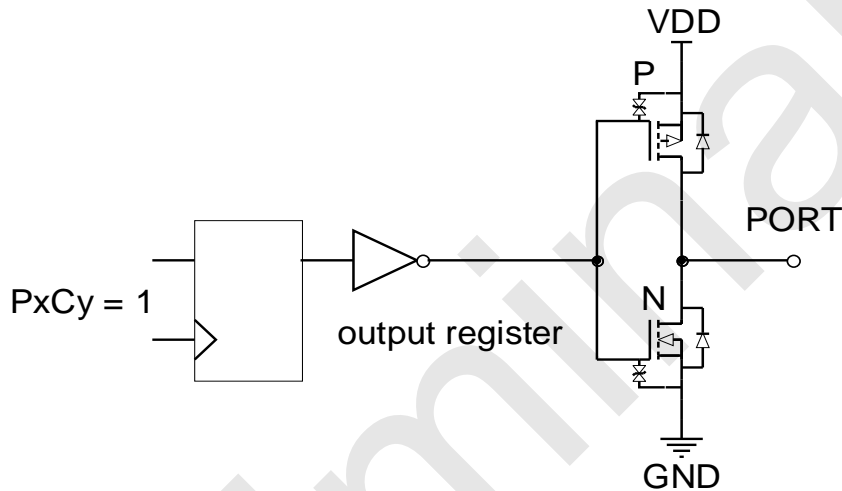 VDD
P
PORT
PxCy = 1
N
output register
GND